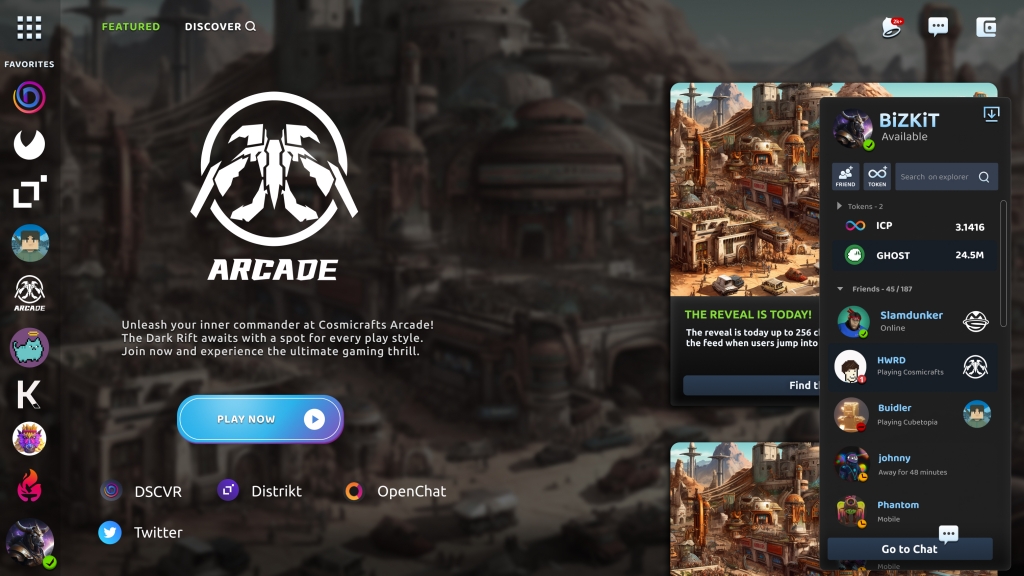 FEATURED
DISCOVER
2k+
FAVORITES
ARCADE
ARCADE
Unleash your inner commander at Cosmicrafts Arcade!
The Dark Rift awaits with a spot for every play style.
Join now and experience the ultimate gaming thrill.
PLAY NOW
DSCVR
Distrikt
OpenChat
Twitter
THE REVEAL IS TODAY!
The reveal is today up to 256 c
the feed when users jump into
Find t
BiZKiT
Available
FRIEND
TOKEN
Search on explorer
Tokens - 2
ICP
3.1416
GHOST
24.5M
Friends - 45 / 187
Slamdunker
Online
HWRD
Playing Cosmicrafts
1
Buidler
Playing Cubetopia
johnny
Away for 48 minutes
Phantom
Mobile
Go to Chat
Mobile